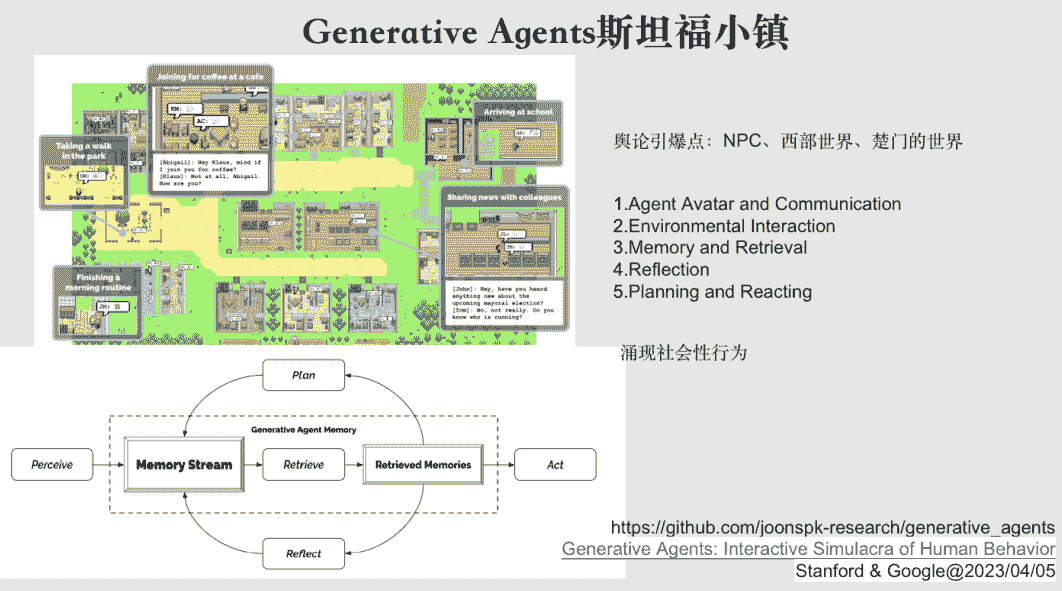 Generative Agents斯坦福小镇
Joining for coffee at a cafe
KM:
AC:
[Abigail]: Hey Klaus, mind if
I join you for coffee?
[Klaus]: Not at all, Abigail.
How are you?
Taking a walk
in the park
Arriving at school
Sharing news with colleagues
[John]: Hey, have you heard
anything new about the
upcoming mayoral election?
[Tom]: No, not really. Do you
know who is running?
Finishing a
morning routine
舆论引爆点：NPC、西部世界、楚门的世界
1.Agent Avatar and Communication
2.Environmental Interaction
3.Memory and Retrieval
4.Reflection
5.Planning and Reacting
涌现社会性行为
Plan
Generative Agent Memory
Perceive
Memory Stream
Retrieve
Retrieved Memories
Act
Reflect
https://github.com/joonspk-research/generative_agents
Generative Agents: Interactive Simulacra of Human Behavior
Stanford & Google@2023/04/05